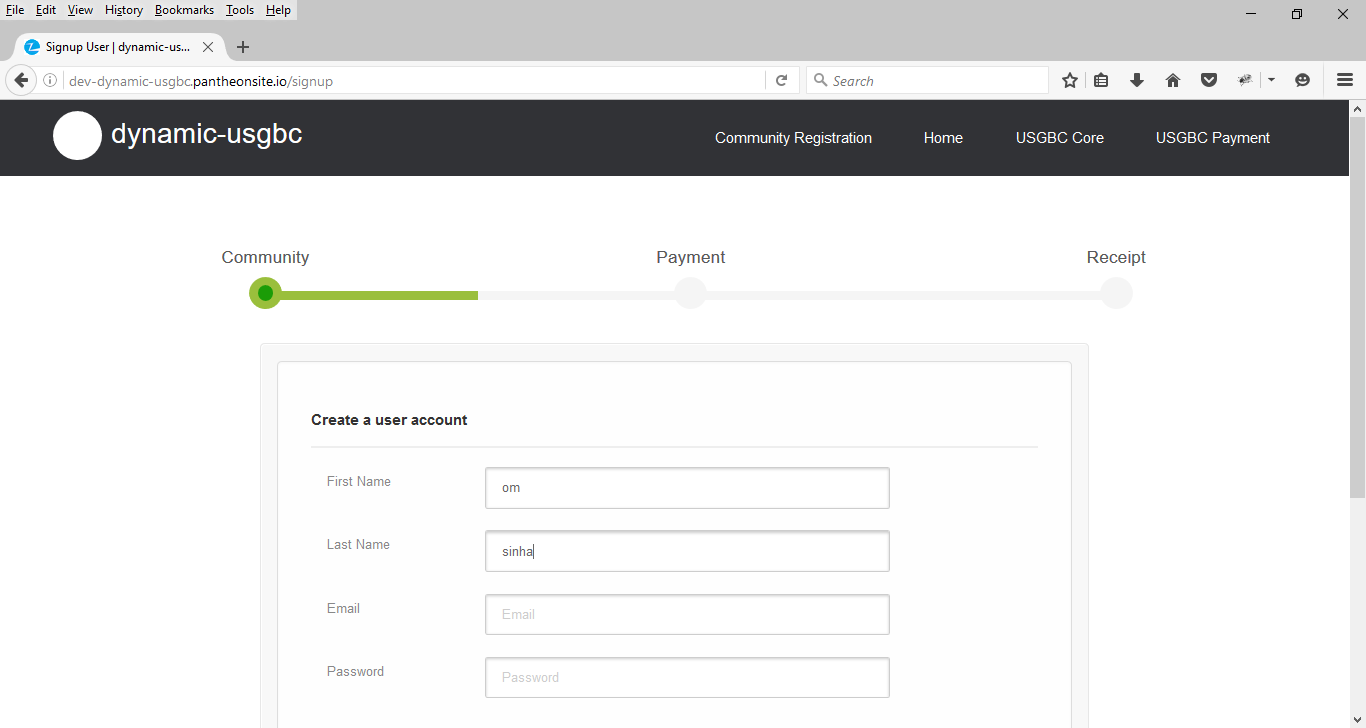 File Edit View History Bookmarks Tools Help
Signup User | dynamic-us...
dev-dynamic-usgbc.pantheonsite.io/signup
Search
dynamic-usgbc
Community Registration Home USGBC Core USGBC Payment
Community Payment Receipt
Create a user account
First Name om
Last Name sinha
Email Email
Password Password